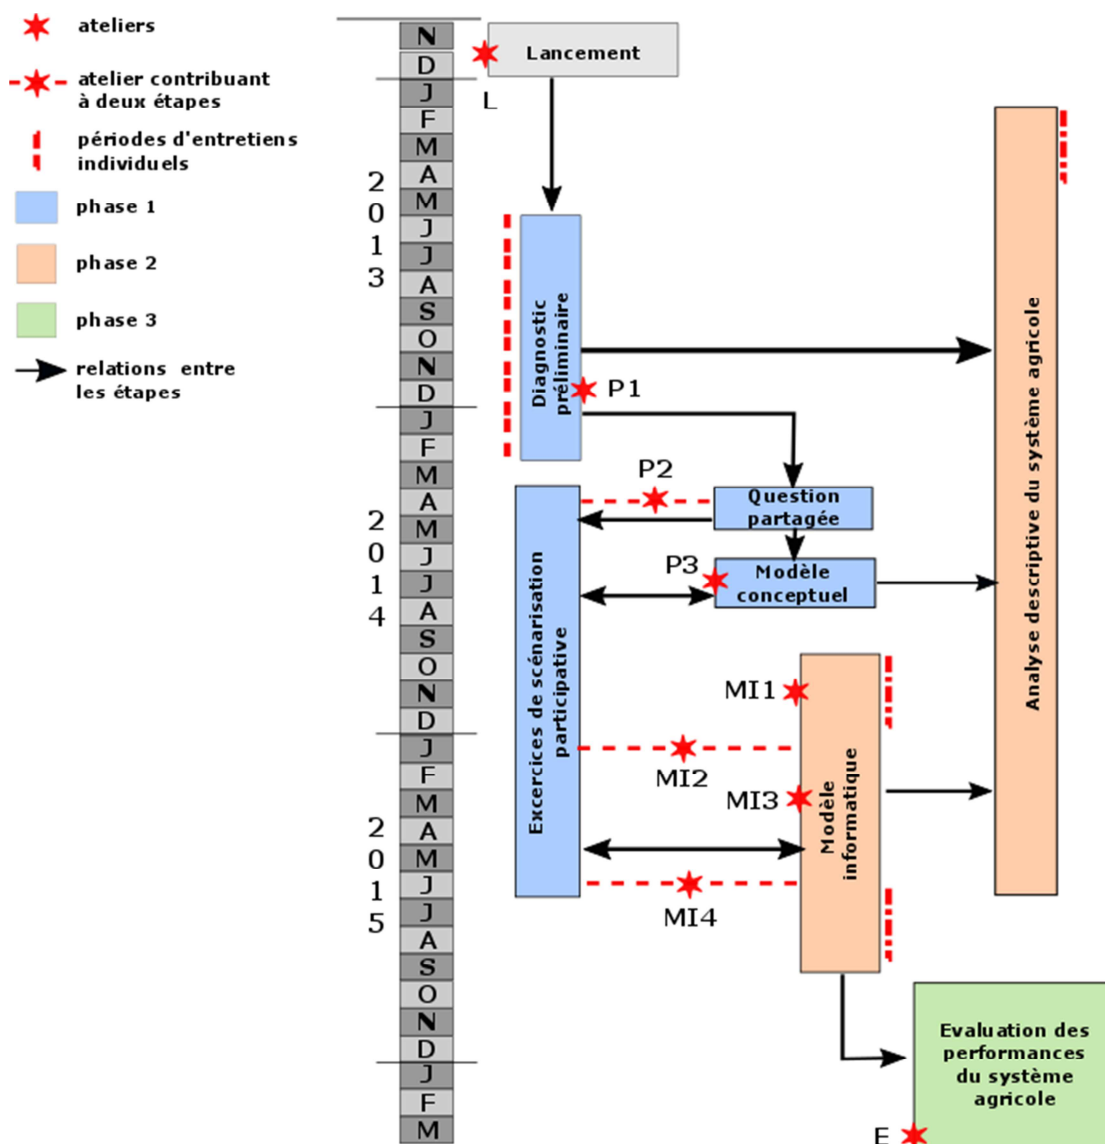 ateliers
atelier contribuant
à deux étapes
périodes d'entretiens
individuels
phase 1
phase 2
phase 3
relations entre
les étapes
N
D
J
F
M
A
M
J
J
A
S
O
N
D
J
F
M
A
M
J
J
A
S
O
N
D
J
F
M
A
M
J
J
A
S
O
N
D
J
F
M
2
0
1
3
2
0
1
4
2
0
1
5
Lancement
L
Diagnostic
préliminaire
P1
P2
Question
partagée
P3
Modèle
conceptuel
Excercices de scénarisation
participative
MI1
MI2
MI3
MI4
Modèle
informatique
Analyse descriptive du système agricole
Evaluation des
performances
du système
agricole
E